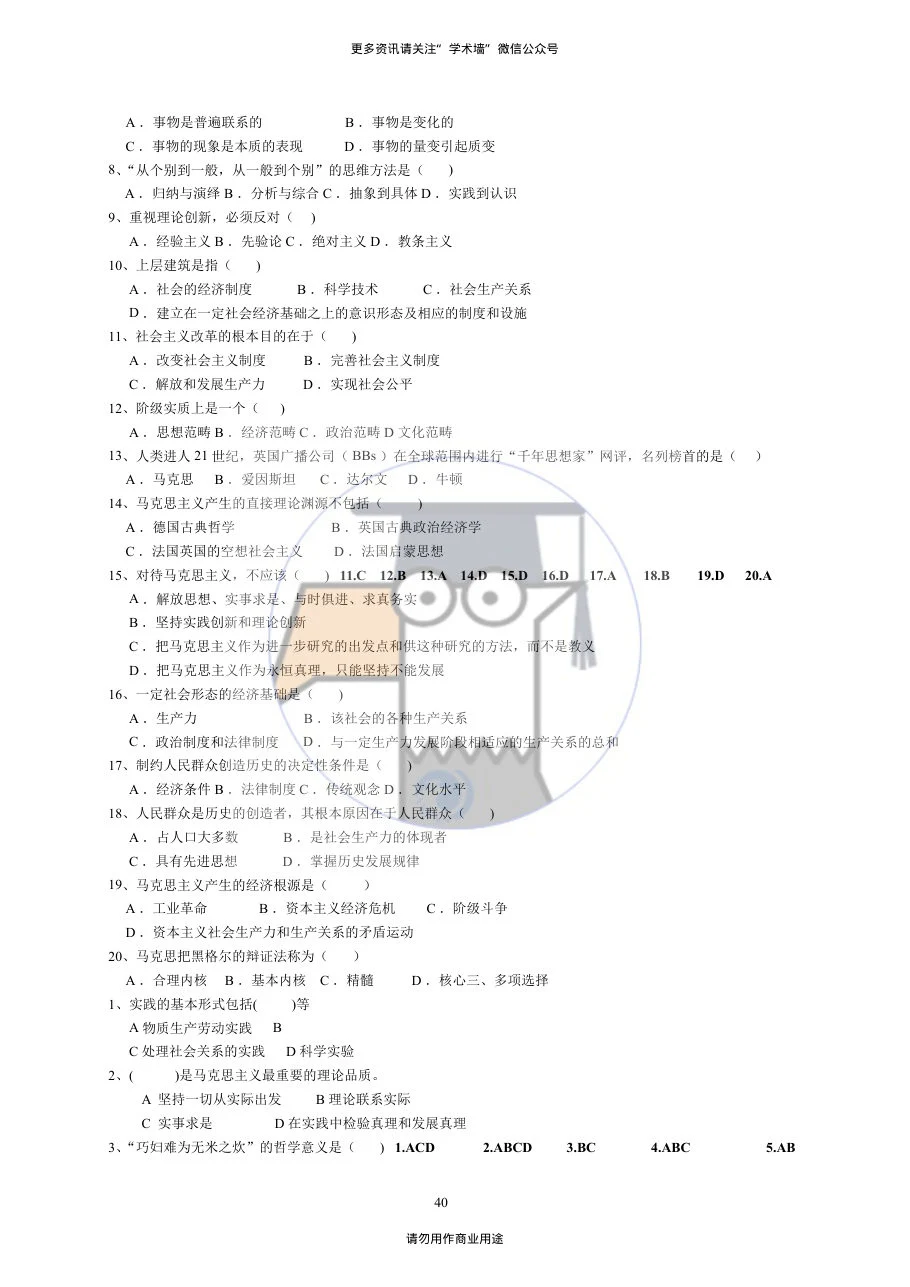 更多资讯请关注“学术墙”微信公众号
A．事物是普遍联系的 B．事物是变化的
C．事物的现象是本质的表现 D．事物的量变引起质变
8、“从个别到一般，从一般到个别”的思维方法是（ ）
A．归纳与演绎 B．分析与综合 C．抽象到具体 D．实践到认识
9、重视理论创新，必须反对（ ）
A．经验主义 B．先验论 C．绝对主义 D．教条主义
10、上层建筑是指（ ）
A．社会的经济制度 B．科学技术 C．社会生产关系
D．建立在一定社会经济基础之上的意识形态及相应的制度和设施
11、社会主义改革的根本目的在于（ ）
A．改变社会主义制度 B．完善社会主义制度
C．解放和发展生产力 D．实现社会公平
12、阶级实质上是一个（ ）
A．思想范畴 B．经济范畴 C．政治范畴 D 文化范畴
13、人类进人 21 世纪，英国广播公司（ BBs ）在全球范围内进行“千年思想家”网评，名列榜首的是（ ）
A．马克思 B．爱因斯坦 C．达尔文 D．牛顿
14、马克思主义产生的直接理论渊源不包括（ ）
A．德国古典哲学 B．英国古典政治经济学
C．法国英国的空想社会主义 D．法国启蒙思想
15、对待马克思主义，不应该（ ） 11.C 12.B 13.A 14.D 15.D 16.D 17.A 18.B 19.D 20.A
A．解放思想、实事求是、与时俱进、求真务实
B．坚持实践创新和理论创新
C．把马克思主义作为进一步研究的出发点和供这种研究的方法，而不是教义
D．把马克思主义作为永恒真理，只能坚持不能发展
16、一定社会形态的经济基础是（ ）
A．生产力 B．该社会的各种生产关系
C．政治制度和法律制度 D．与一定生产力发展阶段相适应的生产关系的总和
17、制约人民群众创造历史的决定性条件是（ ）
A．经济条件 B．法律制度 C．传统观念 D．文化水平
18、人民群众是历史的创造者，其根本原因在于人民群众（ ）
A．占人口大多数 B．是社会生产力的体现者
C．具有先进思想 D．掌握历史发展规律
19、马克思主义产生的经济根源是（ ）
A．工业革命 B．资本主义经济危机 C．阶级斗争
D．资本主义社会生产力和生产关系的矛盾运动
20、马克思把黑格尔的辩证法称为（ ）
A．合理内核 B．基本内核 C．精髓 D．核心三、多项选择
1、实践的基本形式包括( )等
A 物质生产劳动实践 B
C 处理社会关系的实践 D 科学实验
2、( )是马克思主义最重要的理论品质。
A 坚持一切从实际出发 B 理论联系实际
C 实事求是 D 在实践中检验真理和发展真理
3、“巧妇难为无米之炊”的哲学意义是（ ） 1.ACD 2.ABCD 3.BC 4.ABC 5.AB
40
请勿用作商业用途